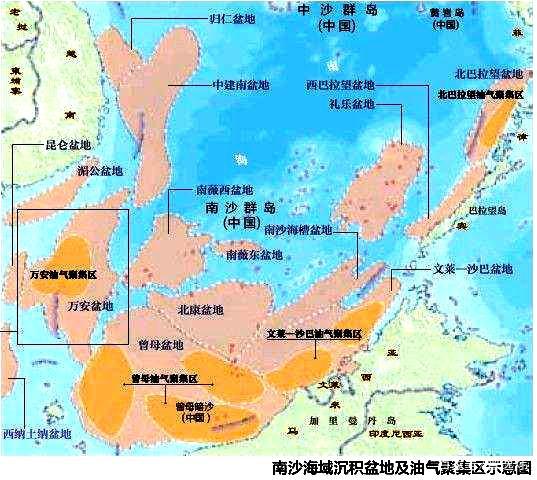 归仁盆地
中沙群岛
(中国)
黄岩岛
(中国)
老
挝
菲
越
柬
埔
寨
中建南盆地
西巴拉望盆地
北巴拉望盆地
北巴拉望油气聚集区
礼乐盆地
南
律
昆仑盆地
湄公盆地
南薇西盆地
宾
巴拉望岛
南沙群岛
(中国)
南沙海槽盆地
万安油气聚集区
南薇东盆地
文莱—沙巴盆地
万安盆地
北康盆地
曾母盆地
文莱—沙巴油气聚集区
亚
曾母油气聚集区
西
文莱
来
曾母暗沙
(中国)
加里曼丹岛
西纳土纳盆地
马
印度尼西亚
南沙海域沉积盆地及油气聚集区示意图